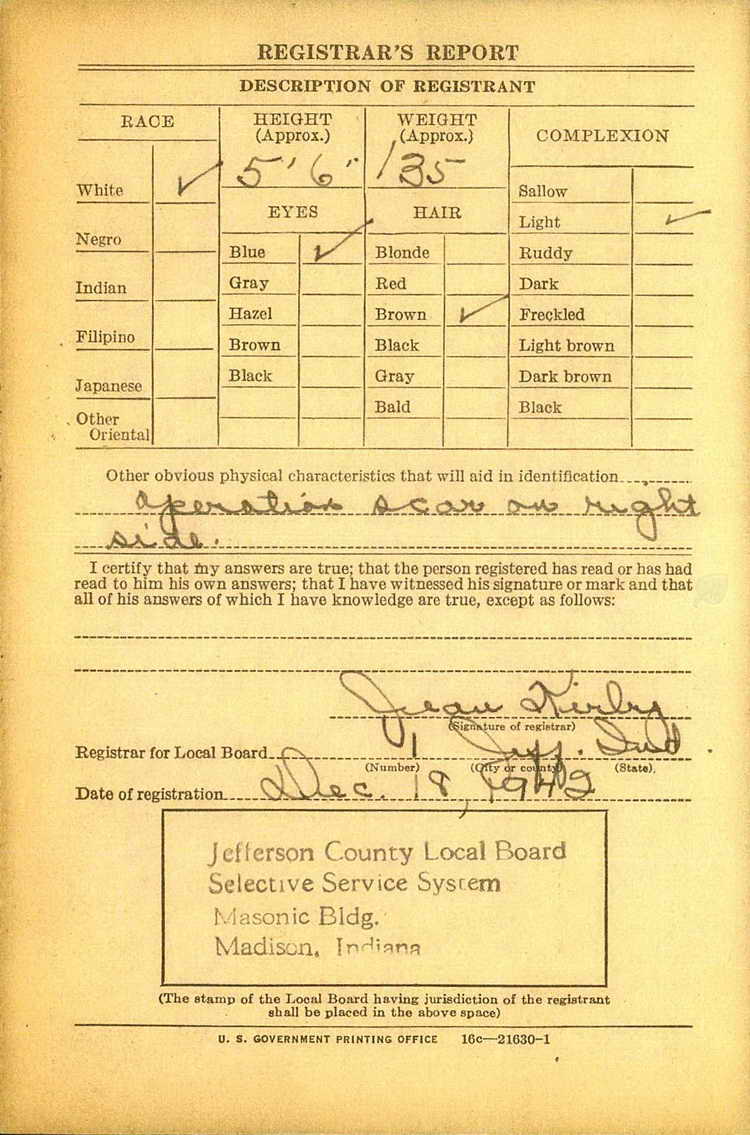 REGISTRAR'S REPORT
DESCRIPTION OF REGISTRANT
RACE
HEIGHT
(Approx.)
WEIGHT
(Approx.)
COMPLEXION
White ✓
5' 6"
135
EYES
HAIR
Sallow
Light ✓
Negro
Blue ✓
Blonde
Ruddy
Indian
Gray
Red
Dark
Hazel
Brown ✓
Freckled
Filipino
Brown
Black
Light brown
Japanese
Black
Gray
Dark brown
Other
Oriental
Bald
Black
Other obvious physical characteristics that will aid in identification
operation scar on right
side.
I certify that my answers are true; that the person registered has read or has had
read to him his own answers; that I have witnessed his signature or mark and that
all of his answers of which I have knowledge are true, except as follows:
Jean Kirby
(Signature of registrar)
Registrar for Local Board 1 Jeff. Ind
(Number) (City or county) (State)
Date of registration Dec. 18, 1942
Jefferson County Local Board
Selective Service System
Masonic Bldg.
Madison, Indiana
(The stamp of the Local Board having jurisdiction of the registrant
shall be placed in the above space)
U. S. GOVERNMENT PRINTING OFFICE 16c—21630-1